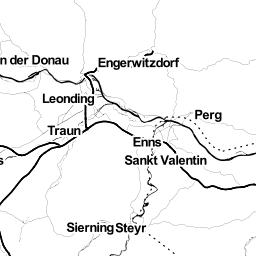 n der Donau
Engerwitzdorf
Leonding
Perg
Traun
Enns
Sankt Valentin
s
Sierning
Steyr